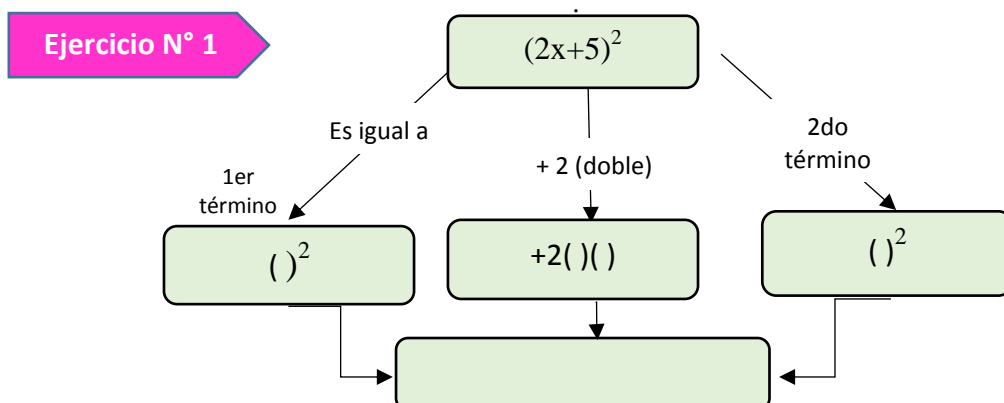 Ejercicio N° 1
(2x+5)²
Es igual a
+ 2 (doble)
2do
término
1er
término
( )²
+2( )( )
( )²